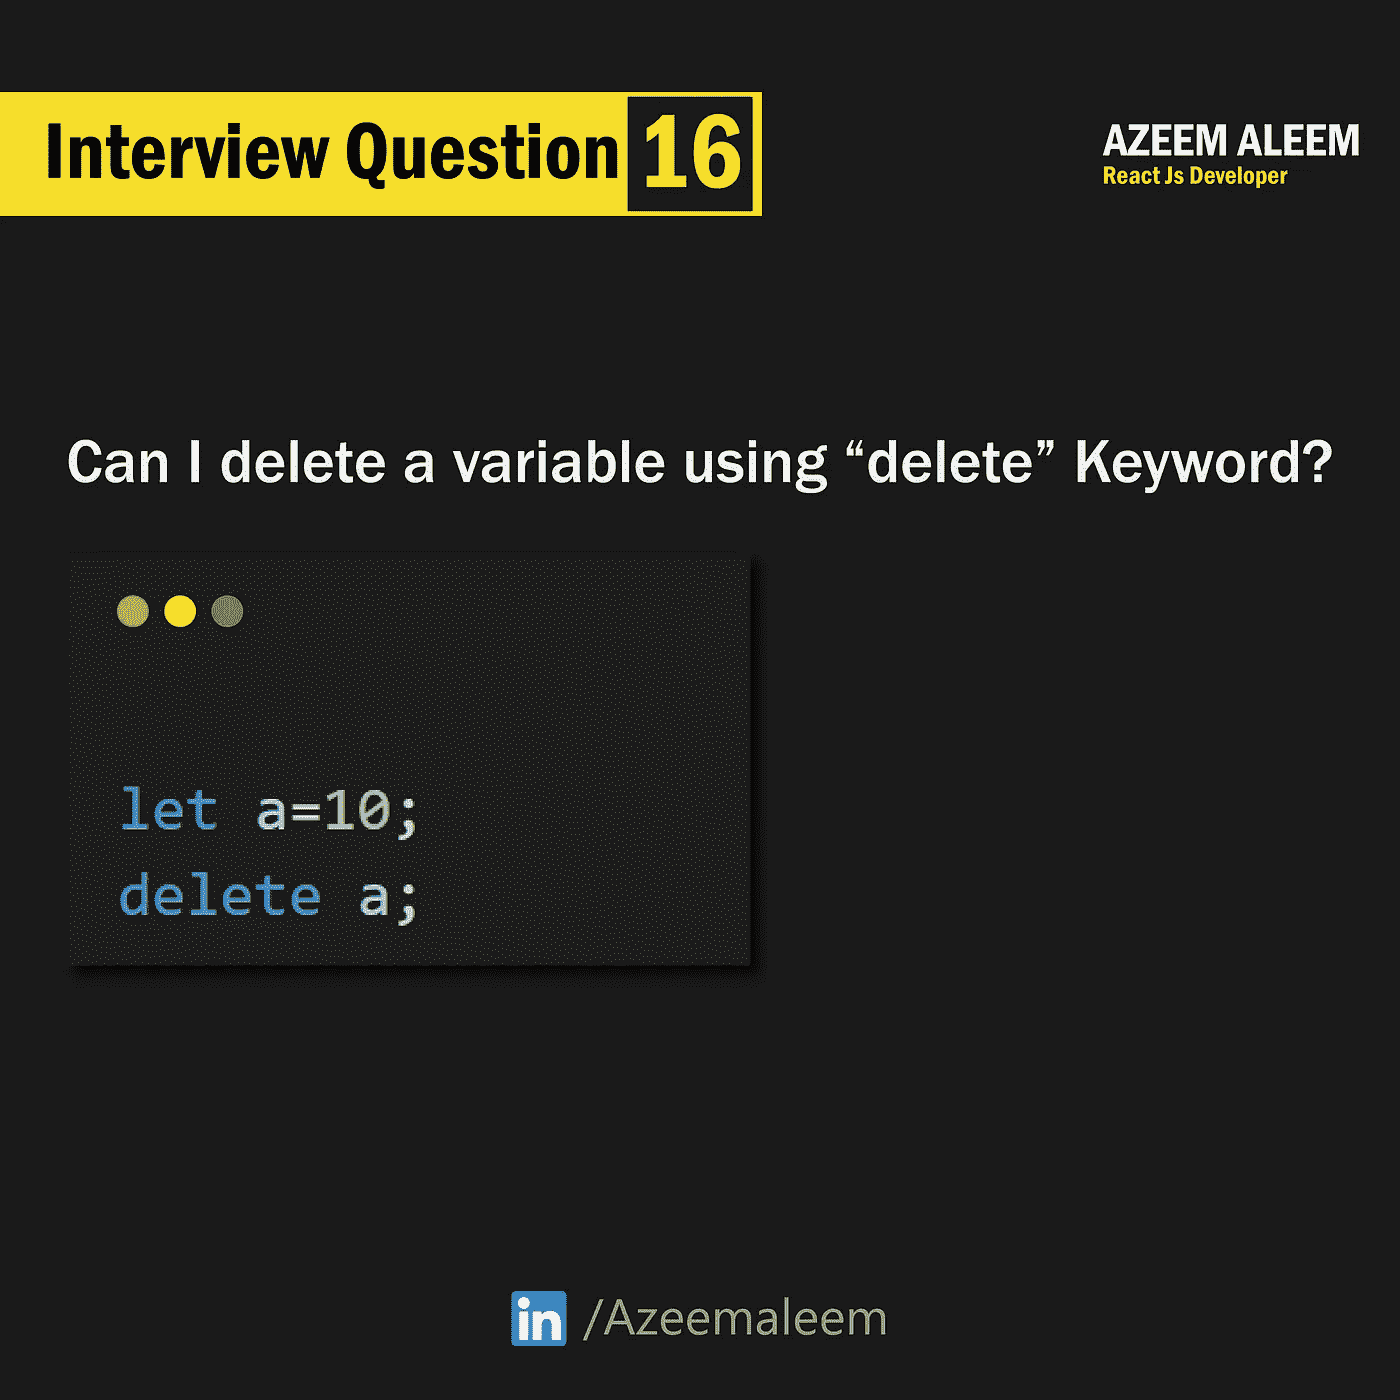 Interview Question 16
AZEEM ALEEM
React Js Developer
Can I delete a variable using “delete” Keyword?
let a=10;
delete a;
in /Azeemaleem